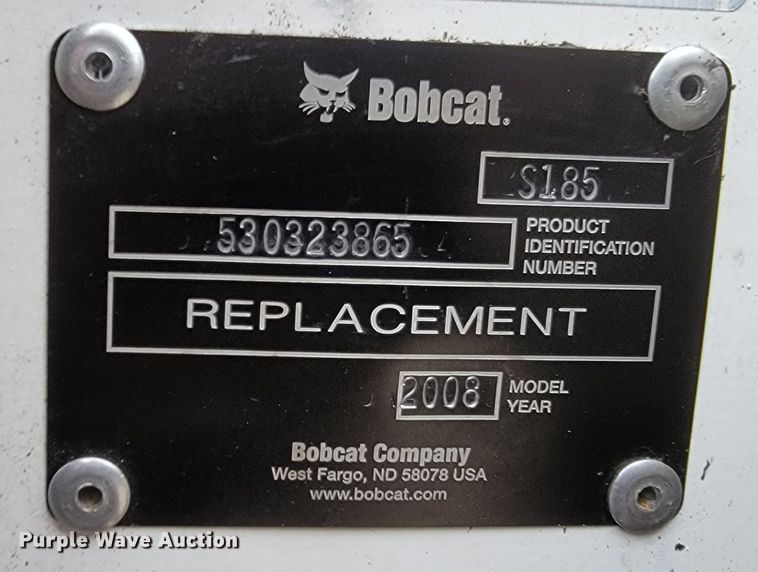 Bobcat®
S185
530323865
PRODUCT
IDENTIFICATION
NUMBER
REPLACEMENT
2008
MODEL
YEAR
Bobcat Company
West Fargo, ND 58078 USA
www.bobcat.com
Purple Wave Auction